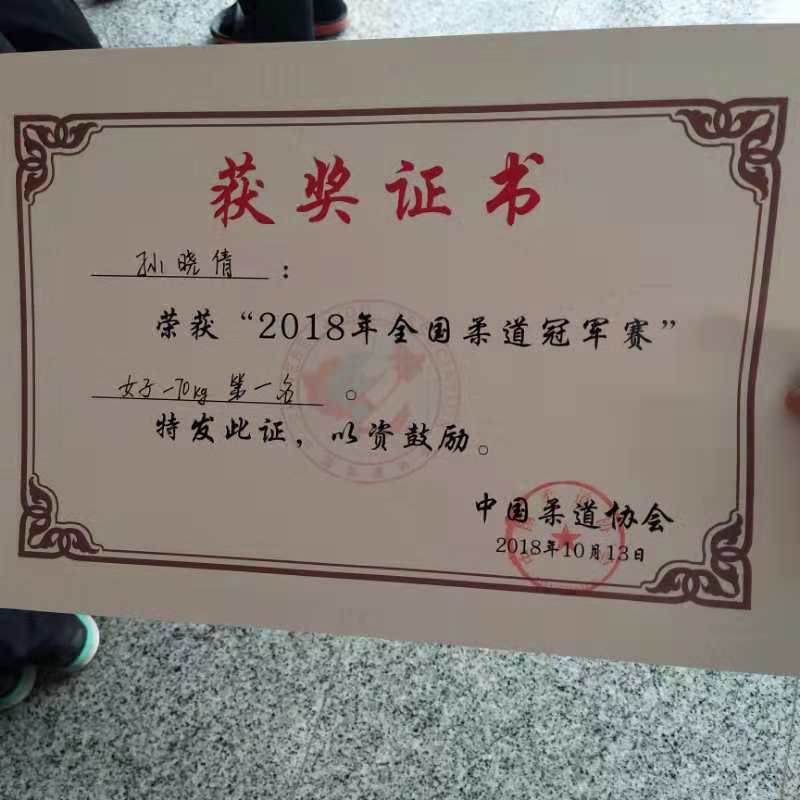 获奖证书
孙晓倩：
荣获“2018年全国柔道冠军赛”
女子-70kg 第一名。
特发此证，以资鼓励。
中国柔道协会
2018年10月13日